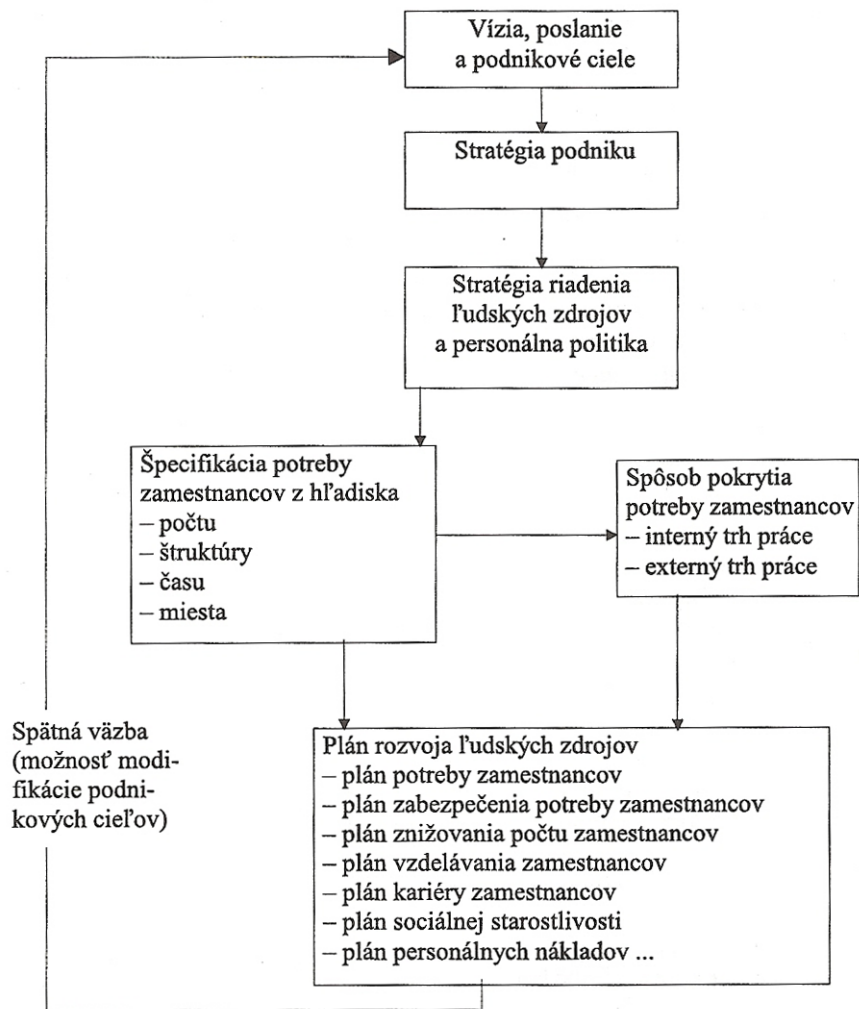 Vízia, poslanie
a podnikové ciele
Stratégia podniku
Stratégia riadenia
ľudských zdrojov
a personálna politika
Špecifikácia potreby
zamestnancov z hľadiska
– počtu
– štruktúry
– času
– miesta
Spôsob pokrytia
potreby zamestnancov
– interný trh práce
– externý trh práce
Spätná väzba
(možnosť modi-
fikácie podni-
kových cieľov)
Plán rozvoja ľudských zdrojov
– plán potreby zamestnancov
– plán zabezpečenia potreby zamestnancov
– plán znižovania počtu zamestnancov
– plán vzdelávania zamestnancov
– plán kariéry zamestnancov
– plán sociálnej starostlivosti
– plán personálnych nákladov ...